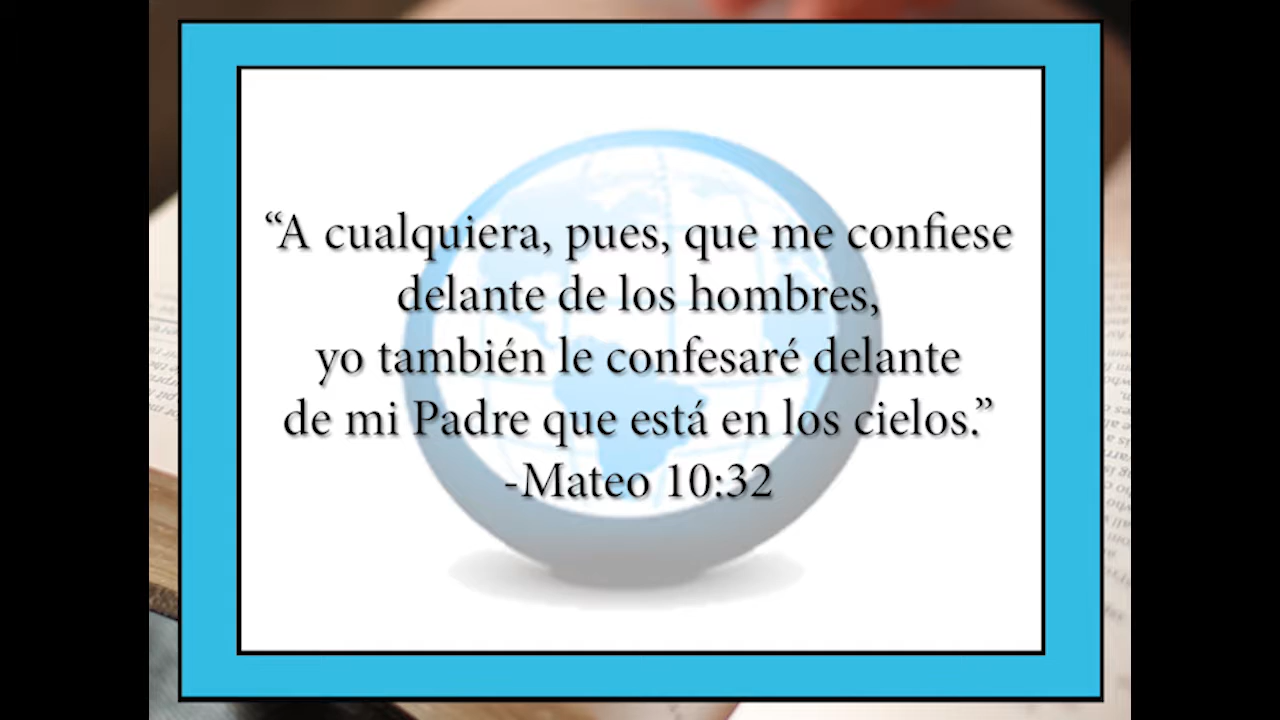 “A cualquiera, pues, que me confiese
delante de los hombres,
yo también le confesaré delante
de mi Padre que está en los cielos.”
-Mateo 10:32